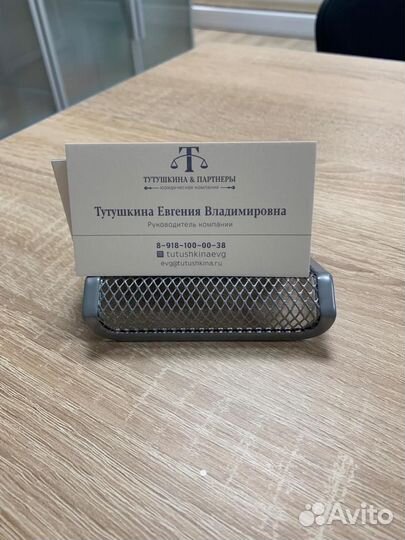 ТУТУШКИНА & ПАРТНЕРЫ
юридическая компания
Тутушкина Евгения Владимировна
Руководитель компании
8-918-100-00-38
tutushkinaevg
evg@tutushkina.ru
Avito